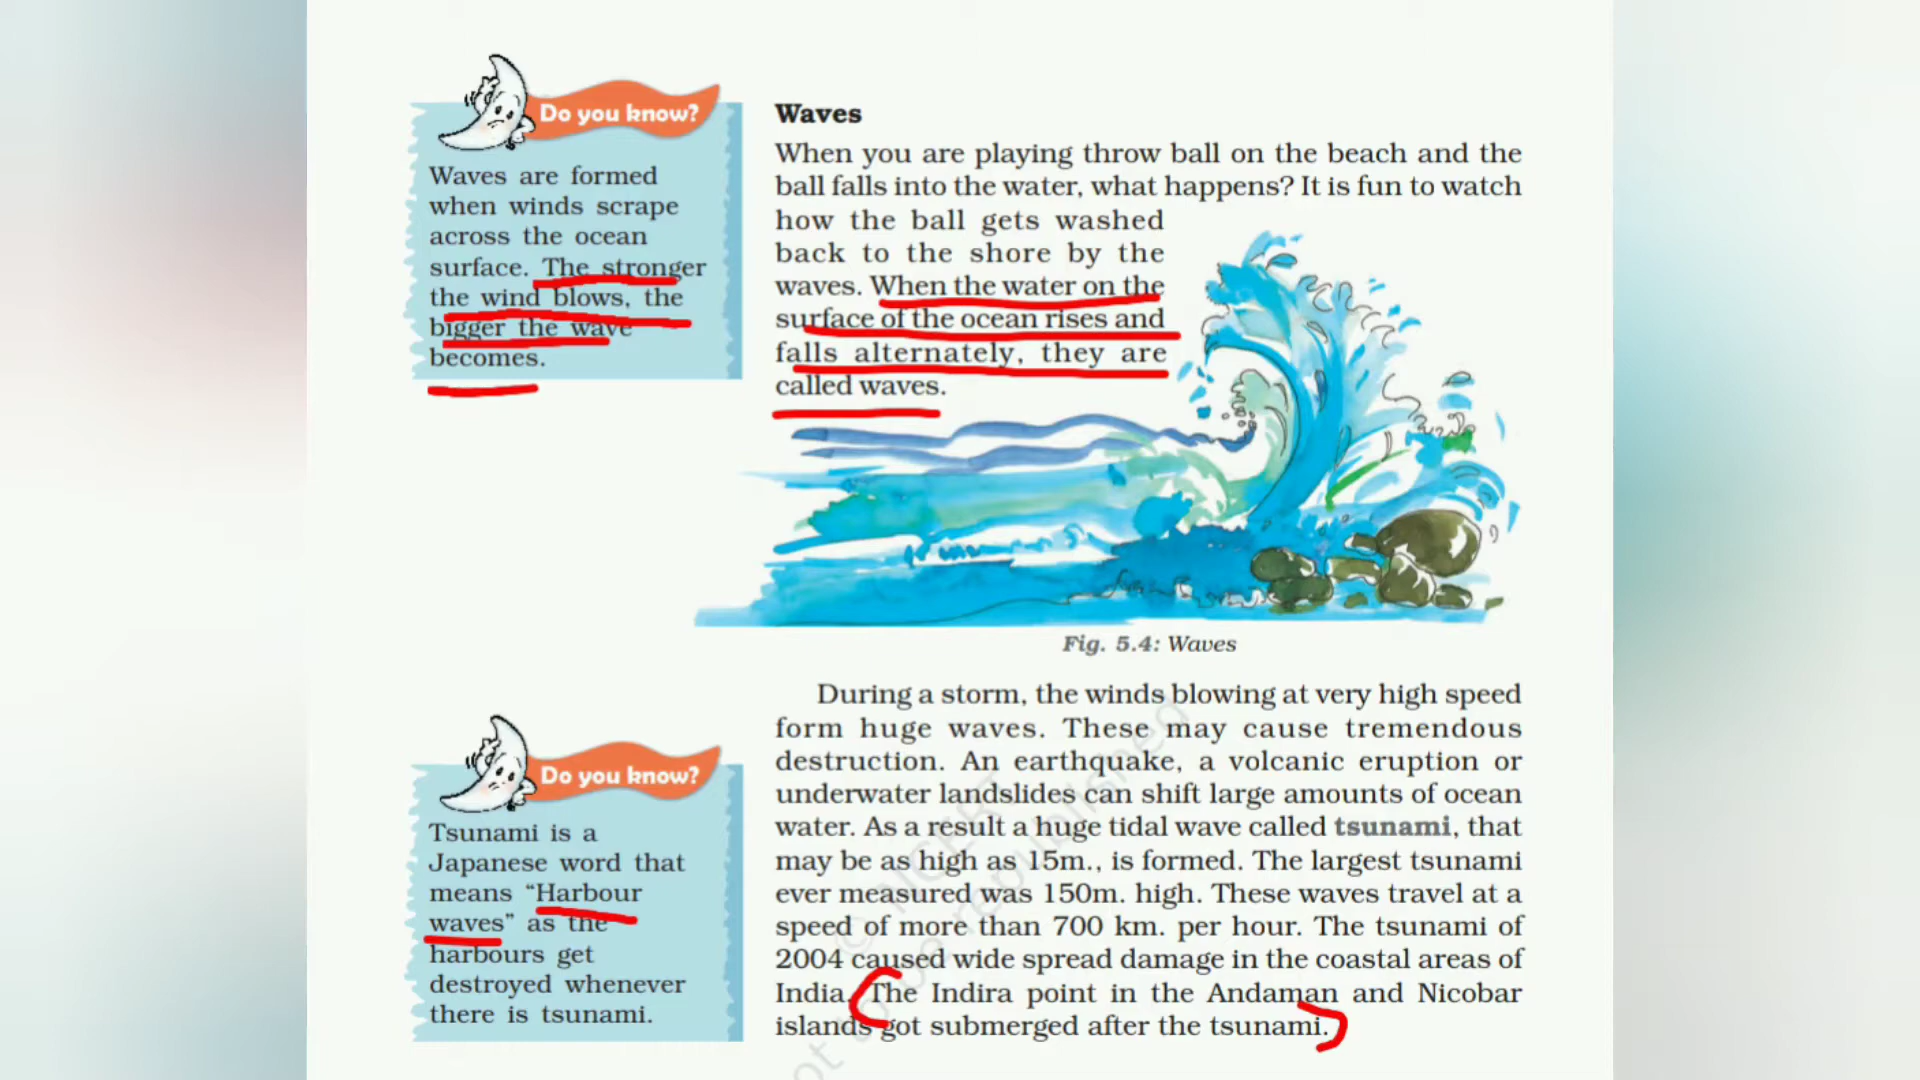 Do you know?
Waves are formed
when winds scrape
across the ocean
surface. The stronger
the wind blows, the
bigger the wave
becomes.
Waves
When you are playing throw ball on the beach and the
ball falls into the water, what happens? It is fun to watch
how the ball gets washed
back to the shore by the
waves. When the water on the
surface of the ocean rises and
falls alternately, they are
called waves.
Fig. 5.4: Waves
Do you know?
Tsunami is a
Japanese word that
means “Harbour
waves” as the
harbours get
destroyed whenever
there is tsunami.
During a storm, the winds blowing at very high speed
form huge waves. These may cause tremendous
destruction. An earthquake, a volcanic eruption or
underwater landslides can shift large amounts of ocean
water. As a result a huge tidal wave called tsunami, that
may be as high as 15m., is formed. The largest tsunami
ever measured was 150m. high. These waves travel at a
speed of more than 700 km. per hour. The tsunami of
2004 caused wide spread damage in the coastal areas of
India. The Indira point in the Andaman and Nicobar
islands got submerged after the tsunami.
© NCERT
not to be republished